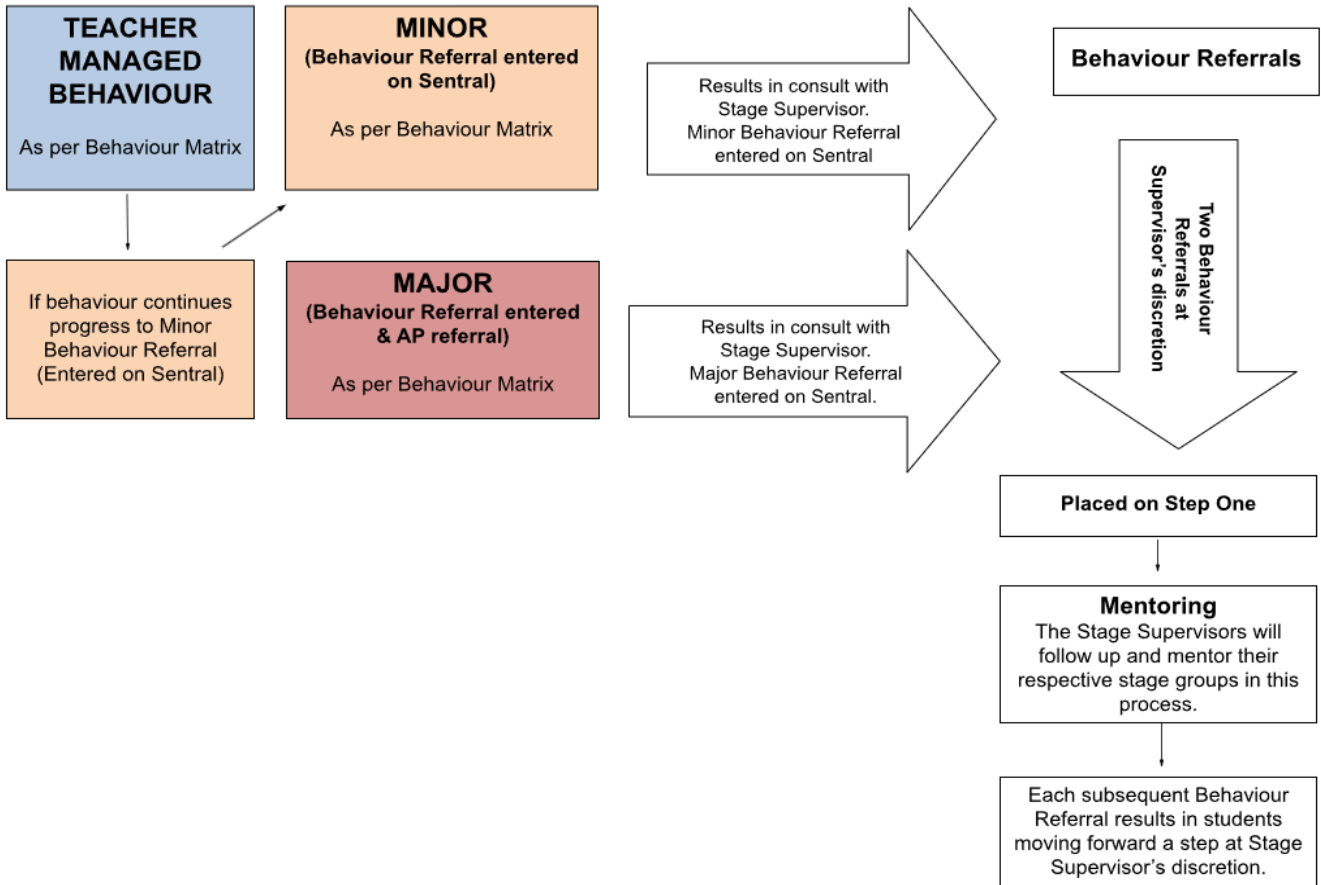 TEACHER
MANAGED
BEHAVIOUR
As per Behaviour Matrix
MINOR
(Behaviour Referral entered
on Sentral)
As per Behaviour Matrix
Results in consult with
Stage Supervisor.
Minor Behaviour Referral
entered on Sentral
Behaviour Referrals
Two Behaviour
Referrals at
Supervisor's discretion
If behaviour continues
progress to Minor
Behaviour Referral
(Entered on Sentral)
MAJOR
(Behaviour Referral entered
& AP referral)
As per Behaviour Matrix
Results in consult with
Stage Supervisor.
Major Behaviour Referral
entered on Sentral.
Placed on Step One
Mentoring
The Stage Supervisors will
follow up and mentor their
respective stage groups in this
process.
Each subsequent Behaviour
Referral results in students
moving forward a step at Stage
Supervisor's discretion.